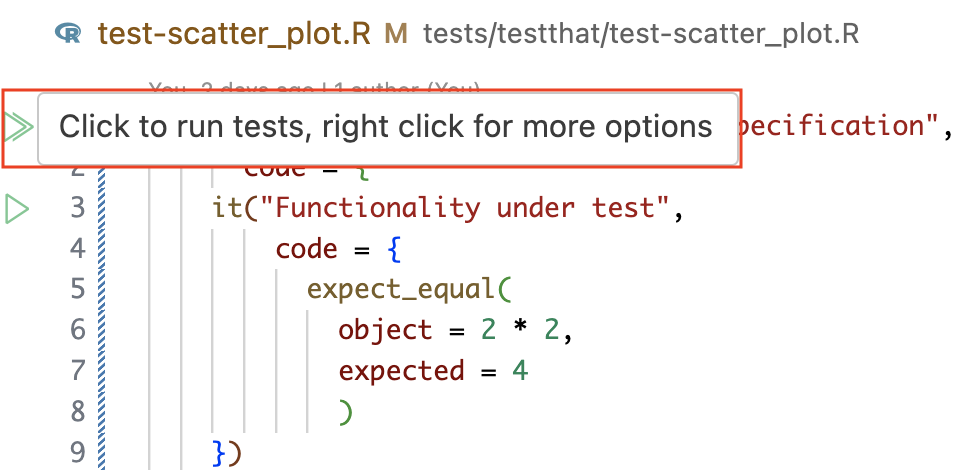 test-scatter_plot.R M tests/testthat/test-scatter_plot.R
You, 2 days ago | 1 author (You)
Click to run tests, right click for more options pecification",
2 code = {
3 it("Functionality under test",
4 code = {
5 expect_equal(
6 object = 2 * 2,
7 expected = 4
8 )
9 })